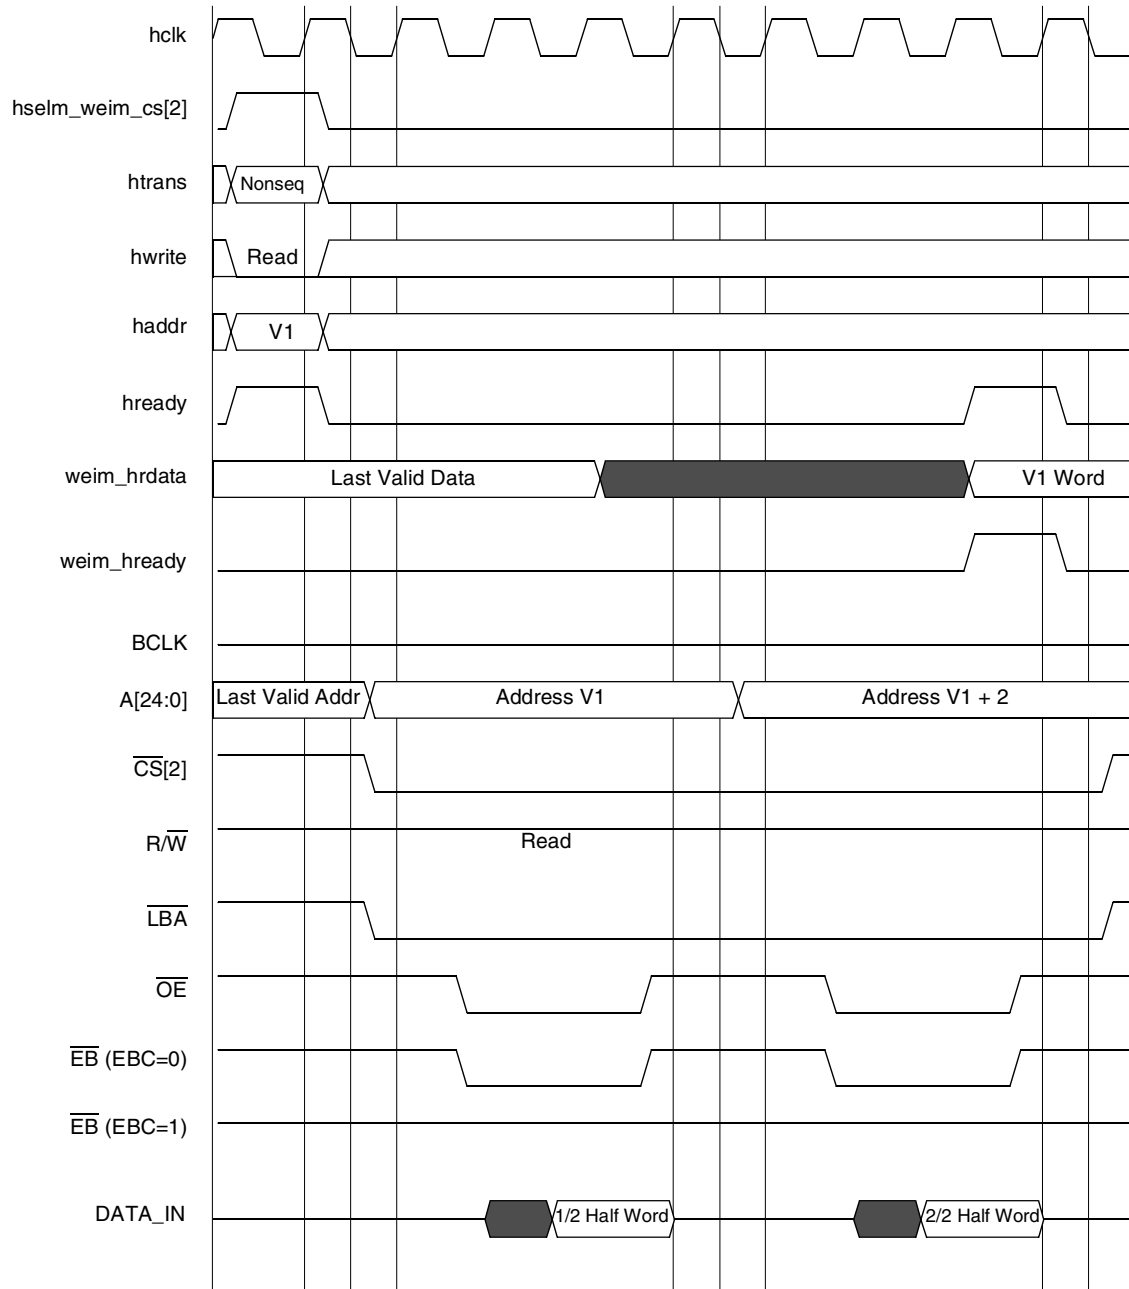 hclk
hselm_weim_cs[2]
htrans
Nonseq
hwrite
Read
haddr
V1
hready
weim_hrdata
Last Valid Data
V1 Word
weim_hready
BCLK
A[24:0]
Last Valid Addr
Address V1
Address V1 + 2
CS[2]
R/W
Read
LBA
OE
EB (EBC=0)
EB (EBC=1)
DATA_IN
1/2 Half Word
2/2 Half Word